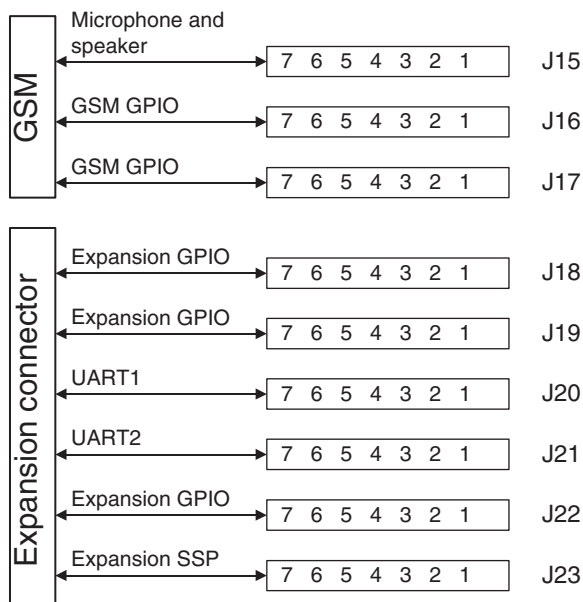 GSM
Microphone and
speaker
7 6 5 4 3 2 1 J15
GSM GPIO
7 6 5 4 3 2 1 J16
GSM GPIO
7 6 5 4 3 2 1 J17
Expansion connector
Expansion GPIO
7 6 5 4 3 2 1 J18
Expansion GPIO
7 6 5 4 3 2 1 J19
UART1
7 6 5 4 3 2 1 J20
UART2
7 6 5 4 3 2 1 J21
Expansion GPIO
7 6 5 4 3 2 1 J22
Expansion SSP
7 6 5 4 3 2 1 J23